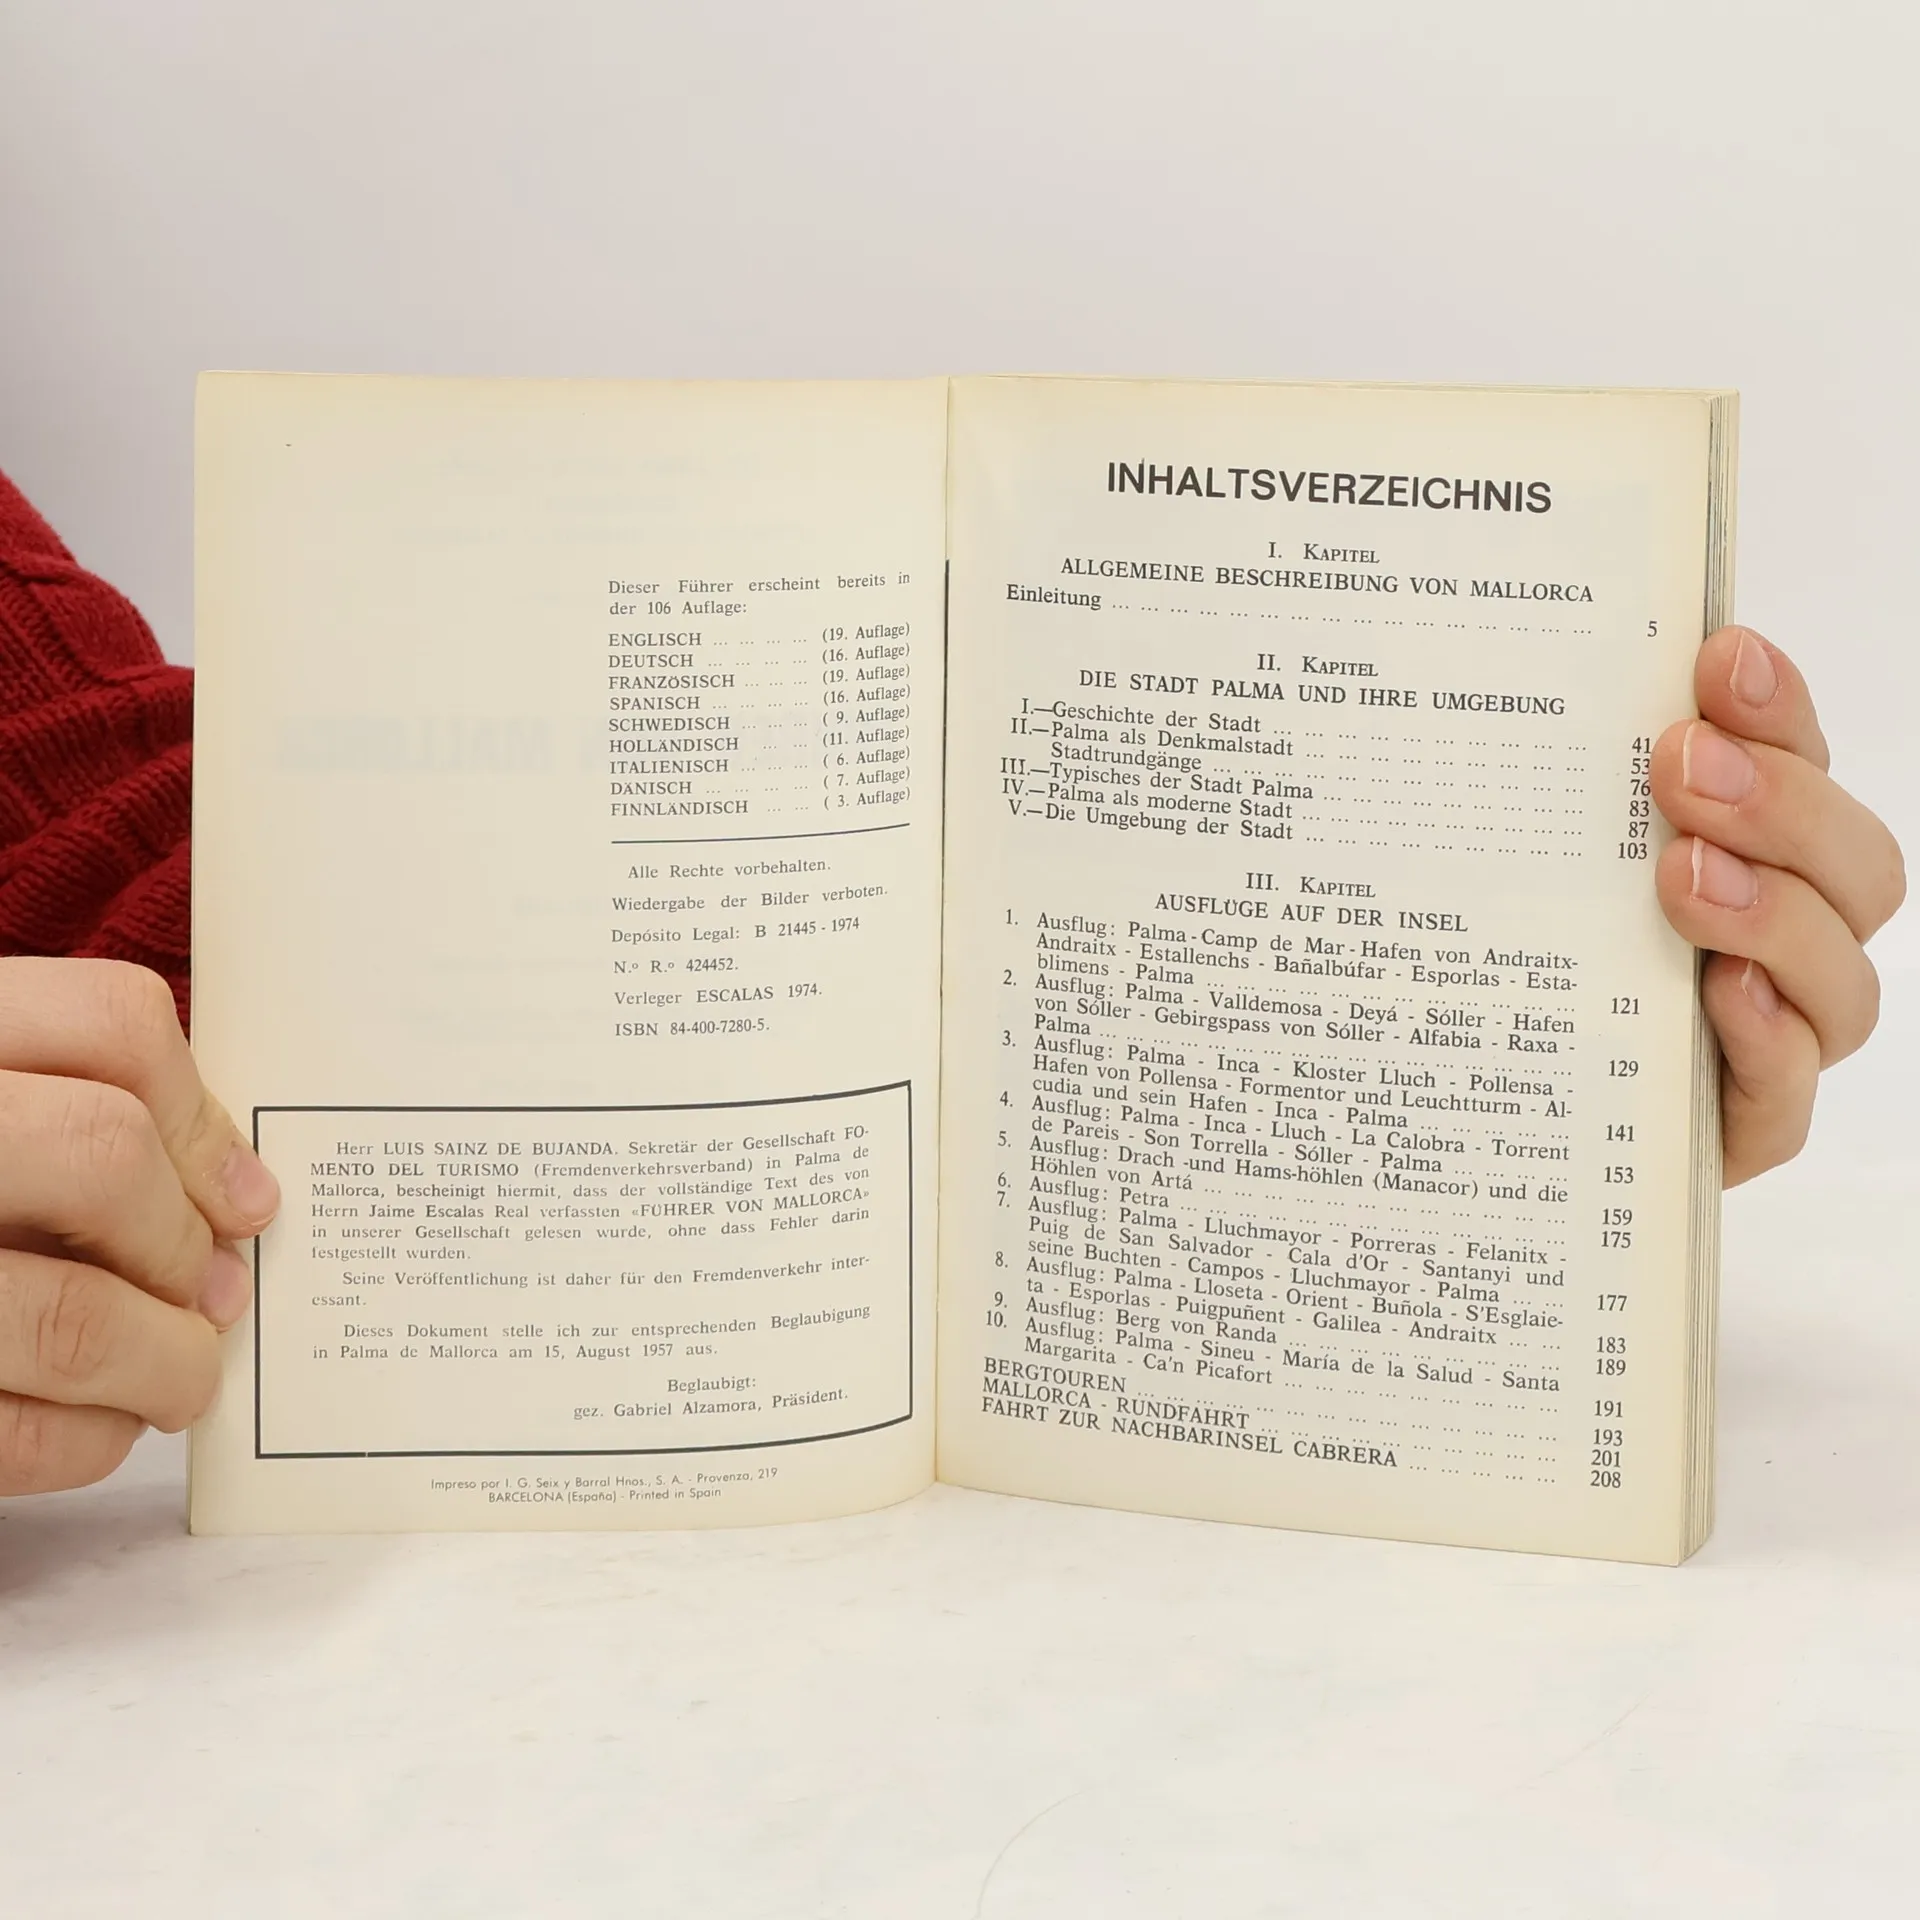 Dieser Führer erscheint bereits in
der 106 Auflage:
ENGLISCH ... ... ... ... (19. Auflage)
DEUTSCH ... ... ... ... (16. Auflage)
FRANZÖSISCH ... ... ... (19. Auflage)
SPANISCH ... ... ... ... (16. Auflage)
SCHWEDISCH ... ... ... ( 9. Auflage)
HOLLÄNDISCH ... ... (11. Auflage)
ITALIENISCH ... ... ... ( 6. Auflage)
DÄNISCH ... ... ... ... ( 7. Auflage)
FINNLÄNDISCH ... ... ( 3. Auflage)
Alle Rechte vorbehalten.
Wiedergabe der Bilder verboten.
Depósito Legal: B 21445 - 1974
N.º R.º 424452.
Verleger ESCALAS 1974.
ISBN 84-400-7280-5.
Herr LUIS SAINZ DE BUJANDA. Sekretär der Gesellschaft FO-
MENTO DEL TURISMO (Fremdenverkehrsverband) in Palma de
Mallorca, bescheinigt hiermit, dass der vollständige Text des von
Herrn Jaime Escalas Real verfassten «FÜHRER VON MALLORCA»
in unserer Gesellschaft gelesen wurde, ohne dass Fehler darin
festgestellt wurden.
Seine Veröffentlichung ist daher für den Fremdenverkehr inter-
essant.
Dieses Dokument stelle ich zur entsprechenden Beglaubigung
in Palma de Mallorca am 15, August 1957 aus.
Beglaubigt:
gez. Gabriel Alzamora, Präsident.
Impreso por I. G. Seix y Barral Hnos., S. A. - Provenza, 219
BARCELONA (España) - Printed in Spain
INHALTSVERZEICHNIS
I. KAPITEL
ALLGEMEINE BESCHREIBUNG VON MALLORCA
Einleitung ... ... ... ... ... ... ... ... ... ... ... ... ... ... ... ... 5
II. KAPITEL
DIE STADT PALMA UND IHRE UMGEBUNG
I.—Geschichte der Stadt ... ... ... ... ... ... ... ... ... ... ... 41
II.—Palma als Denkmalstadt ... ... ... ... ... ... ... ... ... ... 53
Stadtrundgänge ... ... ... ... ... ... ... ... ... ... ... ... ... 76
III.—Typisches der Stadt Palma ... ... ... ... ... ... ... ... ... 83
IV.—Palma als moderne Stadt ... ... ... ... ... ... ... ... ... ... 87
V.—Die Umgebung der Stadt ... ... ... ... ... ... ... ... ... ... 103
III. KAPITEL
AUSFLÜGE AUF DER INSEL
1. Ausflug: Palma - Camp de Mar - Hafen von Andraitx-
Andraitx - Estallenchs - Bañalbúfar - Esporlas - Esta-
blimens - Palma ... ... ... ... ... ... ... ... ... ... ... ... 121
2. Ausflug: Palma - Valldemosa - Deyá - Sóller - Hafen
von Sóller - Gebirgspass von Sóller - Alfabia - Raxa -
Palma ... ... ... ... ... ... ... ... ... ... ... ... ... ... ... 129
3. Ausflug: Palma - Inca - Kloster Lluch - Pollensa -
Hafen von Pollensa - Formentor und Leuchtturm - Al-
cudia und sein Hafen - Inca - Palma ... ... ... ... ... ... 141
4. Ausflug: Palma - Inca - Lluch - La Calobra - Torrent
de Pareis - Son Torrella - Sóller - Palma ... ... ... ... 153
5. Ausflug: Drach -und Hams-höhlen (Manacor) und die
Höhlen von Artá ... ... ... ... ... ... ... ... ... ... ... ... 159
6. Ausflug: Petra ... ... ... ... ... ... ... ... ... ... ... ... ... 175
7. Ausflug: Palma - Lluchmayor - Porreras - Felanitx -
Puig de San Salvador - Cala d'Or - Santanyi und
seine Buchten - Campos - Lluchmayor - Palma ... ... 177
8. Ausflug: Palma - Lloseta - Orient - Buñola - S'Esglaie-
ta - Esporlas - Puigpuñent - Galilea - Andraitx ... ... 183
9. Ausflug: Berg von Randa ... ... ... ... ... ... ... ... ... 189
10. Ausflug: Palma - Sineu - María de la Salud - Santa
Margarita - Ca'n Picafort ... ... ... ... ... ... ... ... ... 191
BERGTOUREN ... ... ... ... ... ... ... ... ... ... ... ... ... ... 193
MALLORCA - RUNDFAHRT ... ... ... ... ... ... ... ... ... ... 201
FAHRT ZUR NACHBARINSEL CABRERA ... ... ... ... ... 208